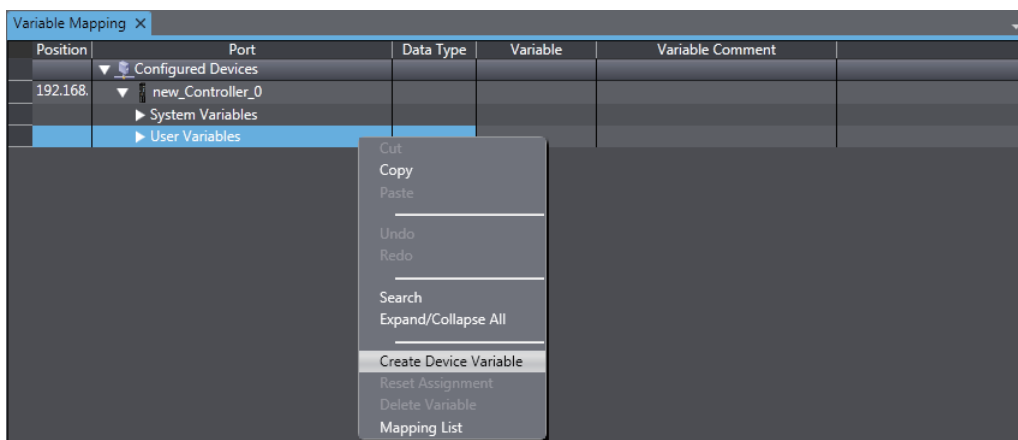 Variable Mapping
Position Port Data Type Variable Variable Comment
Configured Devices
192.168. new_Controller_0
System Variables
User Variables
Cut
Copy
Paste
Undo
Redo
Search
Expand/Collapse All
Create Device Variable
Reset Assignment
Delete Variable
Mapping List